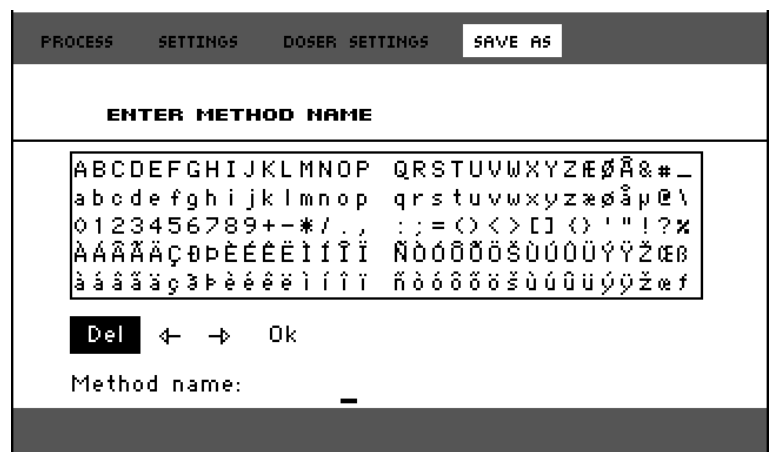 PROCESS SETTINGS DOSER SETTINGS SAVE AS
ENTER METHOD NAME
ABCDEFGHIJKLMNOP QRSTUVWXYZÆØÅ&#_
abcdefghijklmnop qrstuvwxyzæøåµ@\
0123456789+-*/., :;=()<>[]{}'"!?%
ÀÁÂÃÄÇÐÞÈÉÊËÌÍÎÏ ÑÒÓÔÕÖŠÙÚÛÜÝŸŽŒß
àáâãäçðþèéêëìíîï ñòóôõöšùúûüýÿžœƒ
Del ← → Ok
Method name: _